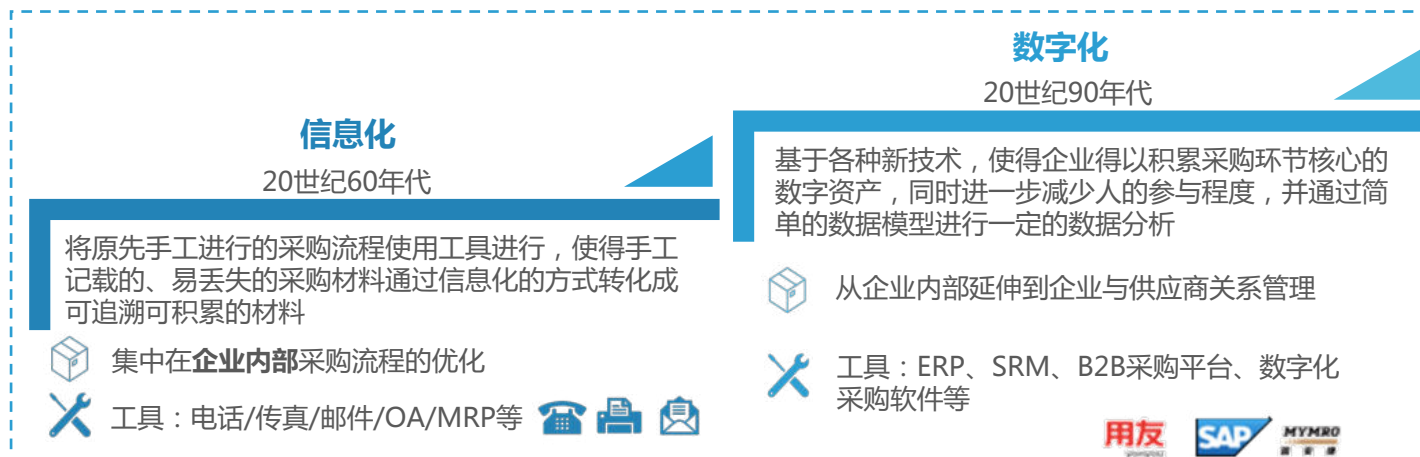 信息化
20世纪60年代
将原先手工进行的采购流程使用工具进行，使得手工
记载的、易丢失的采购材料通过信息化的方式转化成
可追溯可积累的材料
集中在企业内部采购流程的优化
工具：电话/传真/邮件/OA/MRP等
数字化
20世纪90年代
基于各种新技术，使得企业得以积累采购环节核心的
数字资产，同时进一步减少人的参与程度，并通过简
单的数据模型进行一定的数据分析
从企业内部延伸到企业与供应商关系管理
工具：ERP、SRM、B2B采购平台、数字化
采购软件等
用友
SAP
MYMRO